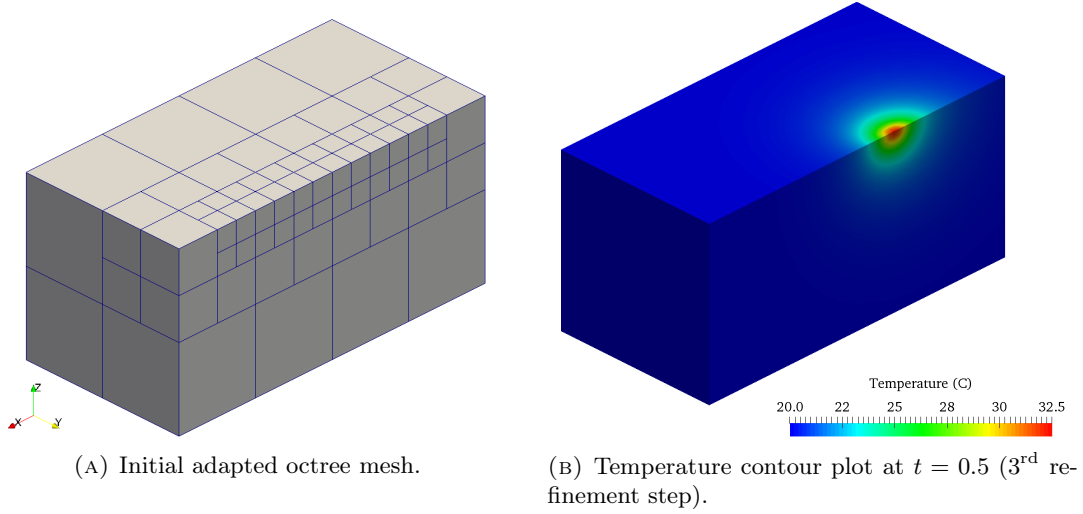 Z
X
Y
Temperature (C)
20.0 22 25 28 30 32.5
(A) Initial adapted octree mesh.
(B) Temperature contour plot at t = 0.5 (3rd re-
finement step).